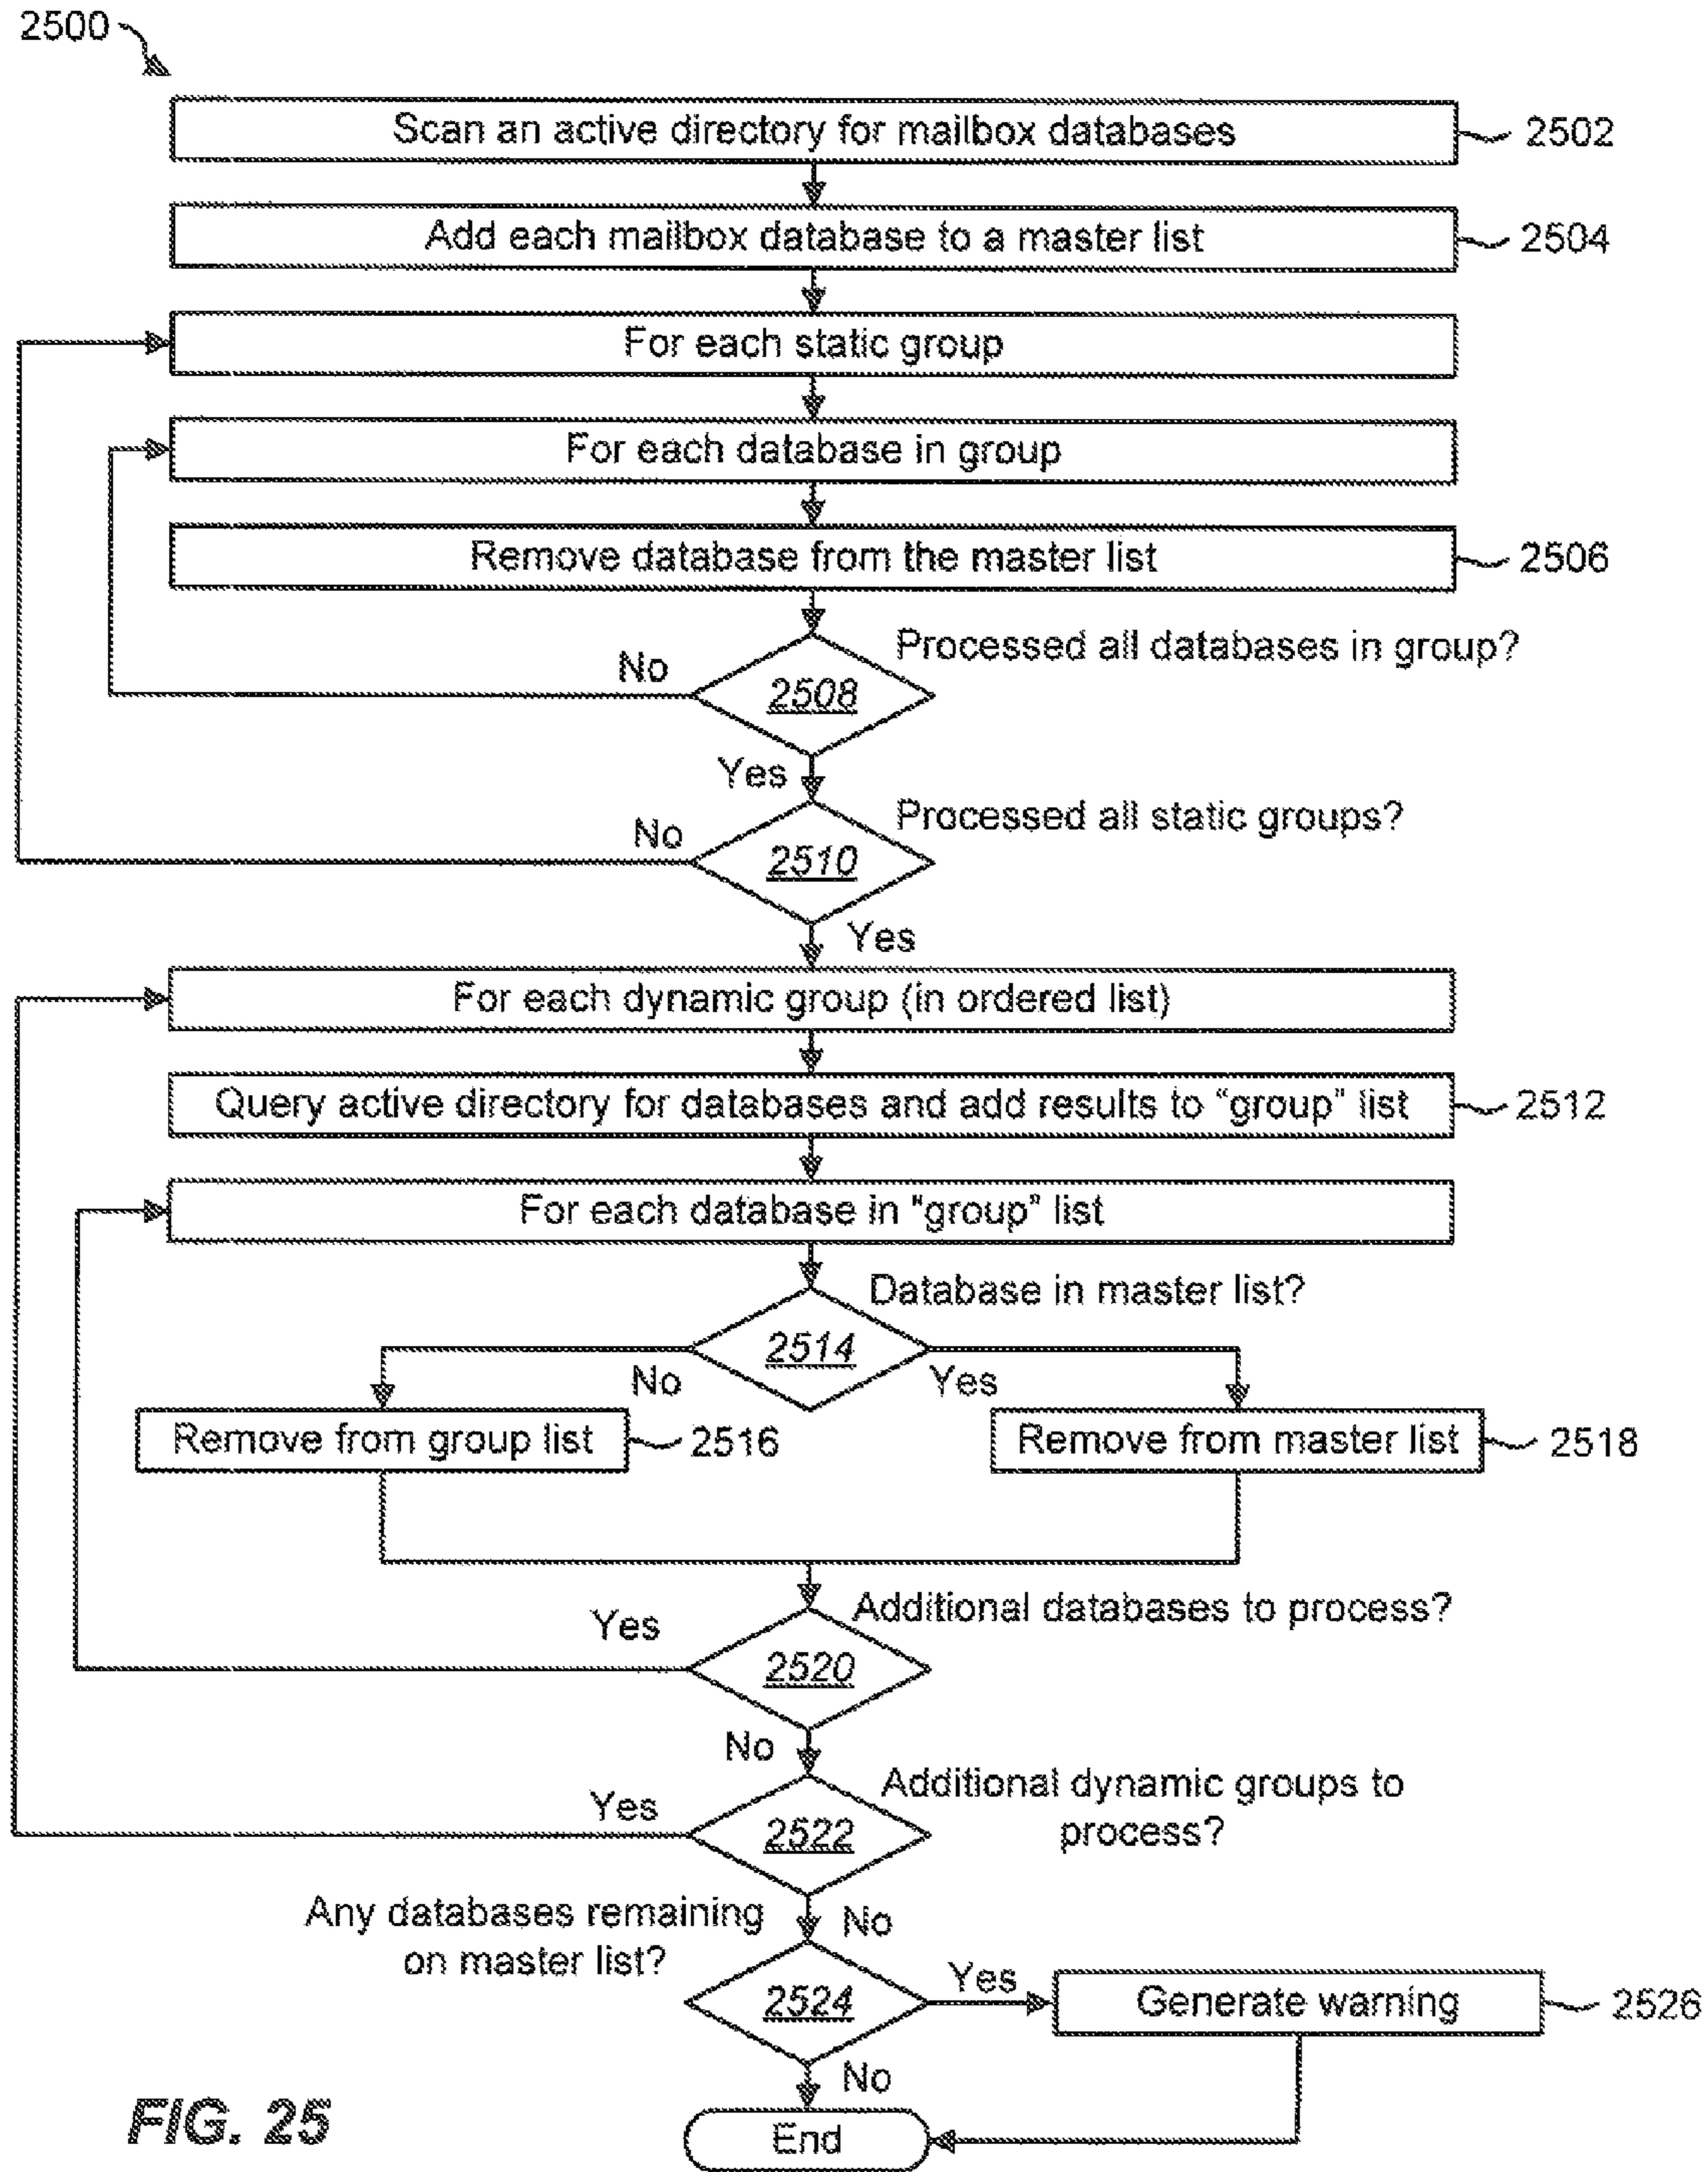 2500
Scan an active directory for mailbox databases
2502
Add each mailbox database to a master list
2504
For each static group
For each database in group
Remove database from the master list
2506
Processed all databases in group?
No
2508
Yes
Processed all static groups?
No
2510
Yes
For each dynamic group (in ordered list)
Query active directory for databases and add results to “group” list
2512
For each database in "group" list
Database in master list?
2514
No
Yes
Remove from group list
2516
Remove from master list
2518
Additional databases to process?
Yes
2520
No
Additional dynamic groups to
process?
Yes
2522
Any databases remaining
on master list?
No
2524
Yes
Generate warning
2526
No
End
FIG. 25